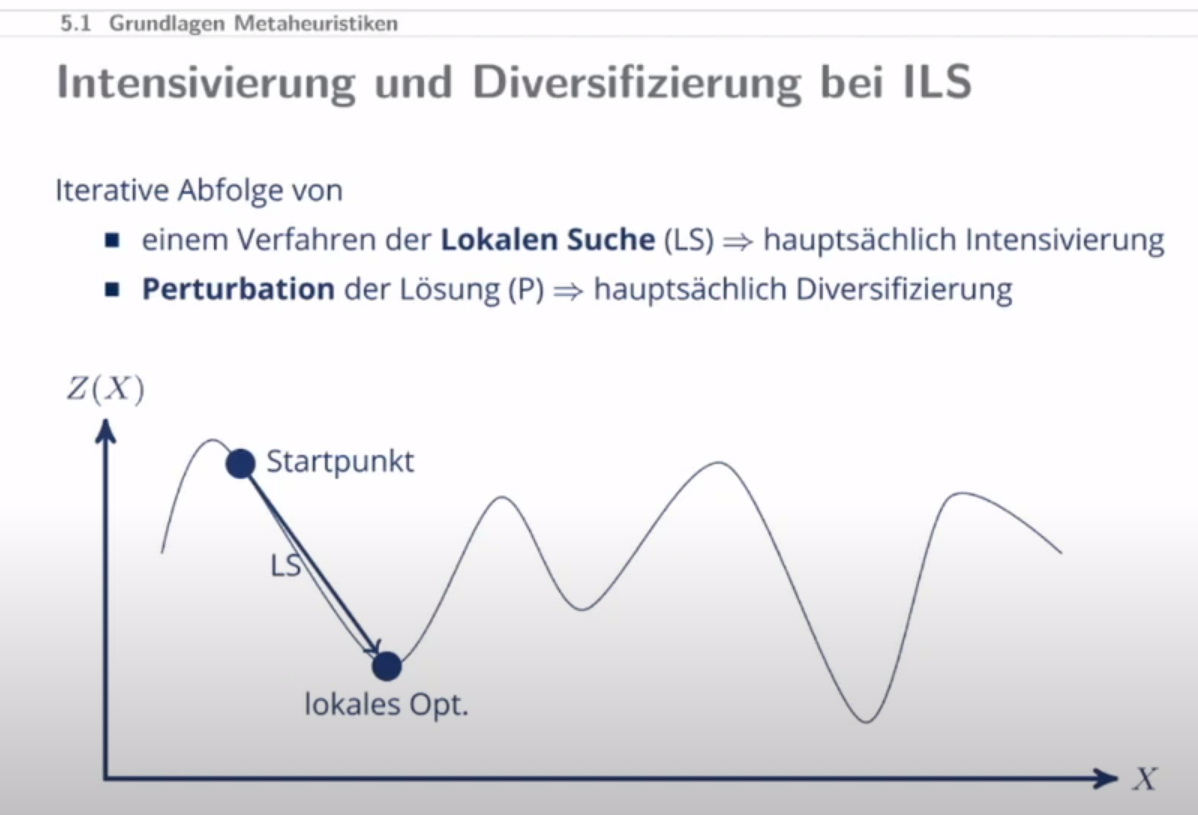 5.1 Grundlagen Metaheuristiken
Intensivierung und Diversifizierung bei ILS
Iterative Abfolge von
■ einem Verfahren der Lokalen Suche (LS) ⇒ hauptsächlich Intensivierung
■ Perturbation der Lösung (P) ⇒ hauptsächlich Diversifizierung
Z(X)
Startpunkt
LS
lokales Opt.
X